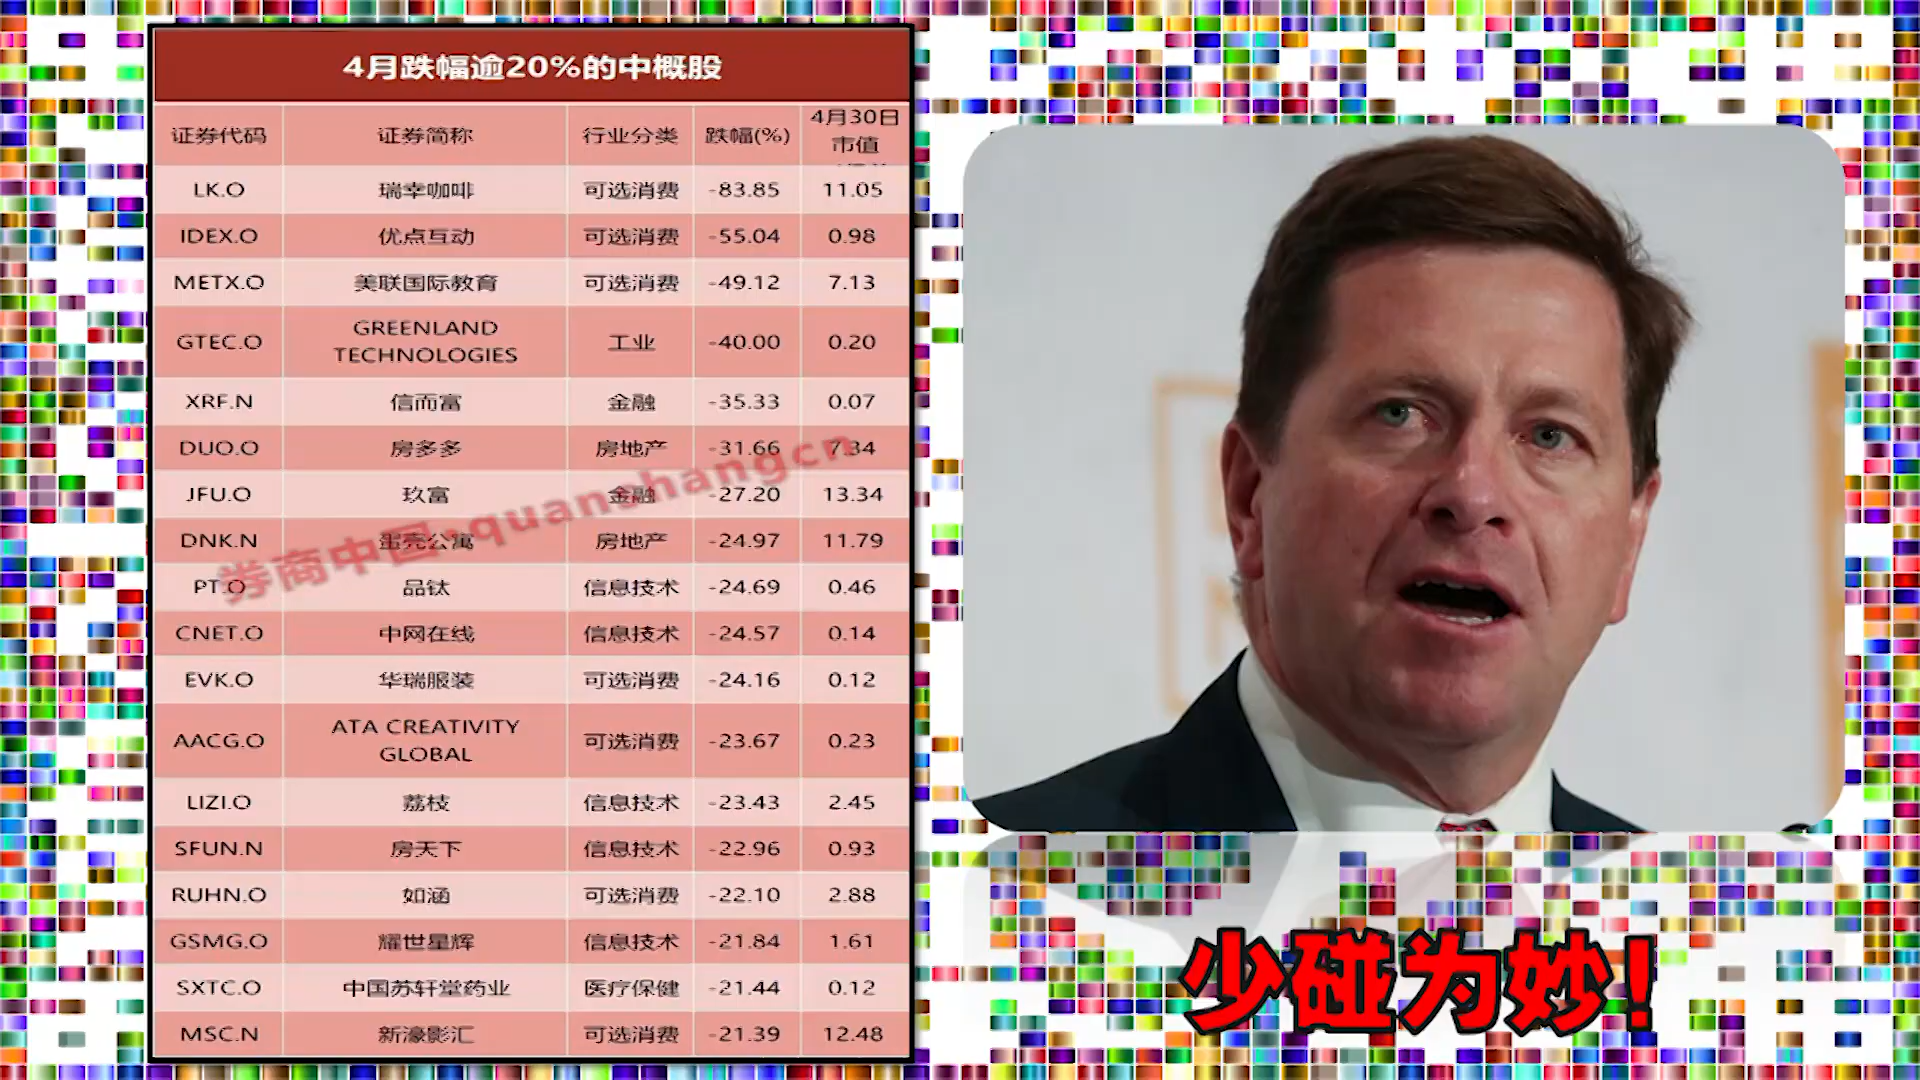 4月跌幅逾20%的中概股
证券代码 证券简称 行业分类 跌幅(%) 4月30日
市值
LK.O 瑞幸咖啡 可选消费 -83.85 11.05
IDEX.O 优点互动 可选消费 -55.04 0.98
METX.O 美联国际教育 可选消费 -49.12 7.13
GTEC.O GREENLAND
TECHNOLOGIES 工业 -40.00 0.20
XRF.N 信而富 金融 -35.33 0.07
DUO.O 房多多 房地产 -31.66 7.34
JFU.O 玖富 金融 -27.20 13.34
DNK.N 蛋壳公寓 房地产 -24.97 11.79
PT.O 品钛 信息技术 -24.69 0.46
CNET.O 中网在线 信息技术 -24.57 0.14
EVK.O 华瑞服装 可选消费 -24.16 0.12
AACG.O ATA CREATIVITY
GLOBAL 可选消费 -23.67 0.23
LIZI.O 荔枝 信息技术 -23.43 2.45
SFUN.N 房天下 信息技术 -22.96 0.93
RUHN.O 如涵 可选消费 -22.10 2.88
GSMG.O 耀世星辉 信息技术 -21.84 1.61
SXTC.O 中国苏轩堂药业 医疗保健 -21.44 0.12
MSC.N 新濠影汇 可选消费 -21.39 12.48
券商中国:quanshangcn
少碰为妙!